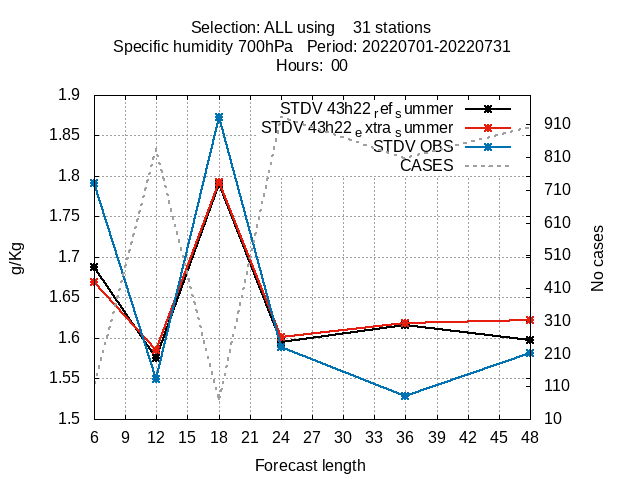 Selection: ALL using    31 stations
Specific humidity 700hPa   Period: 20220701-20220731
Hours:  00
STDV 43h22refsummer
STDV 43h22extrasummer
STDV OBS
CASES
1.9
1.85
1.8
1.75
1.7
1.65
1.6
1.55
1.5
g/Kg
910
810
710
610
510
410
310
210
110
10
No cases
6 9 12 15 18 21 24 27 30 33 36 39 42 45 48
Forecast length